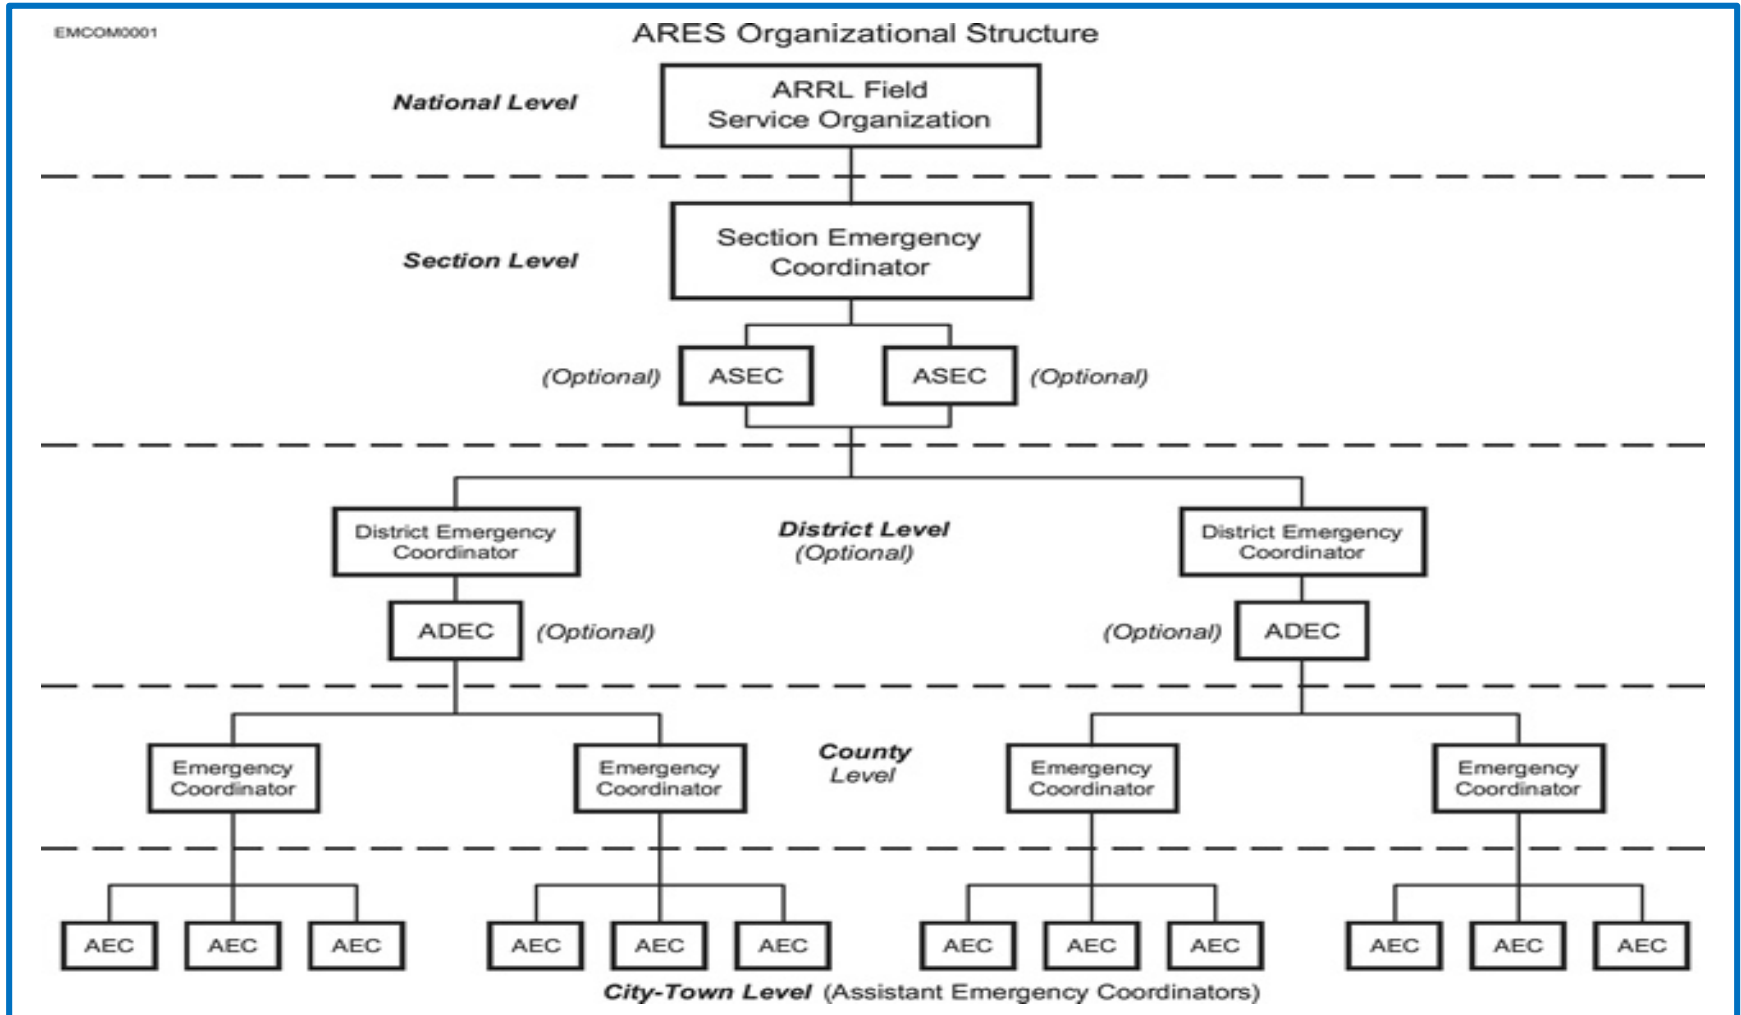 EMCOM0001
ARES Organizational Structure
National Level
ARRL Field
Service Organization
Section Level
Section Emergency
Coordinator
(Optional)
ASEC
ASEC
(Optional)
District Emergency
Coordinator
District Level
(Optional)
District Emergency
Coordinator
ADEC
(Optional)
(Optional)
ADEC
Emergency
Coordinator
Emergency
Coordinator
County
Level
Emergency
Coordinator
Emergency
Coordinator
AEC
AEC
AEC
AEC
AEC
AEC
AEC
AEC
AEC
AEC
AEC
AEC
City-Town Level (Assistant Emergency Coordinators)